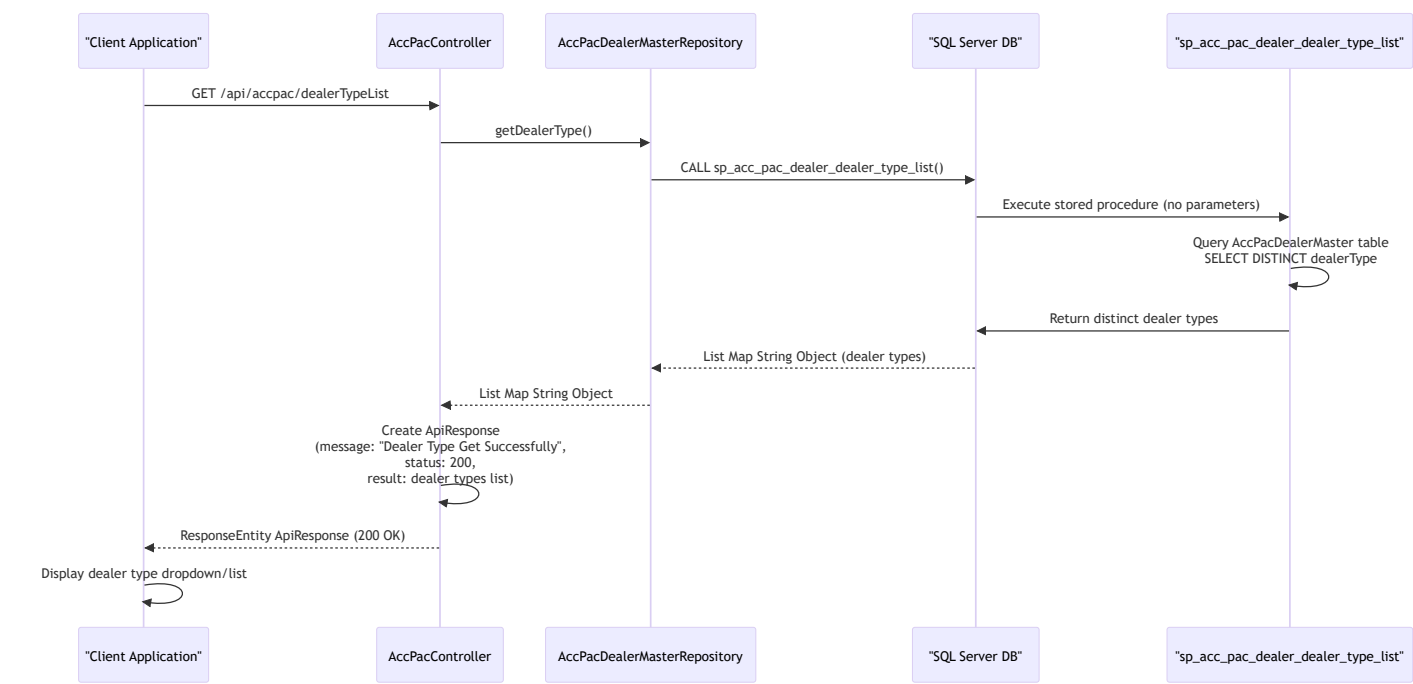 "Client Application"
AccPacController
AccPacDealerMasterRepository
"SQL Server DB"
"sp_acc_pac_dealer_dealer_type_list"
GET /api/accpac/dealerTypeList
getDealerType()
CALL sp_acc_pac_dealer_dealer_type_list()
Execute stored procedure (no parameters)
Query AccPacDealerMaster table
SELECT DISTINCT dealerType
Return distinct dealer types
List Map String Object (dealer types)
List Map String Object
Create ApiResponse
(message: "Dealer Type Get Successfully",
status: 200,
result: dealer types list)
ResponseEntity ApiResponse (200 OK)
Display dealer type dropdown/list
"Client Application"
AccPacController
AccPacDealerMasterRepository
"SQL Server DB"
"sp_acc_pac_dealer_dealer_type_list"